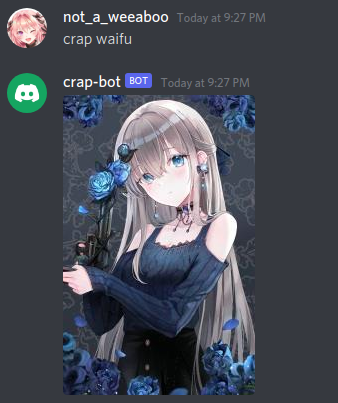 not_a_weeaboo Today at 9:27 PM
crap waifu
crap-bot BOT Today at 9:27 PM